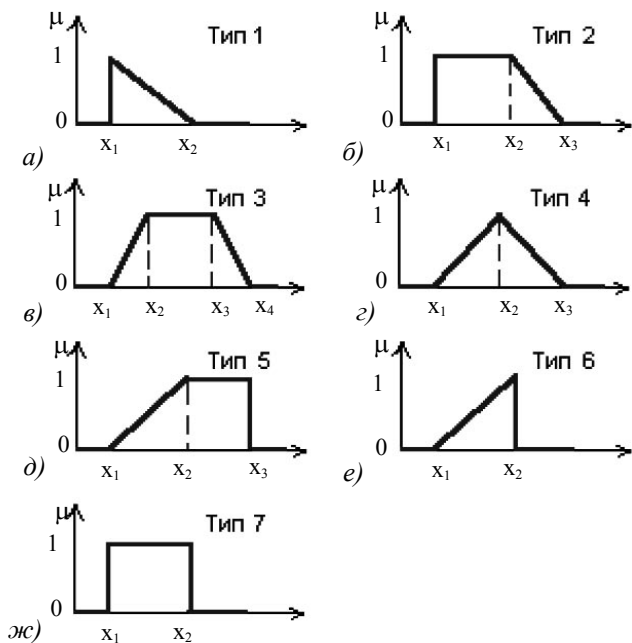 μ Тип 1
1
0
а) x₁ x₂
μ Тип 2
1
0
б) x₁ x₂ x₃
μ Тип 3
1
0
в) x₁ x₂ x₃ x₄
μ Тип 4
1
0
г) x₁ x₂ x₃
μ Тип 5
1
0
д) x₁ x₂ x₃
μ Тип 6
1
0
е) x₁ x₂
μ Тип 7
1
0
ж) x₁ x₂